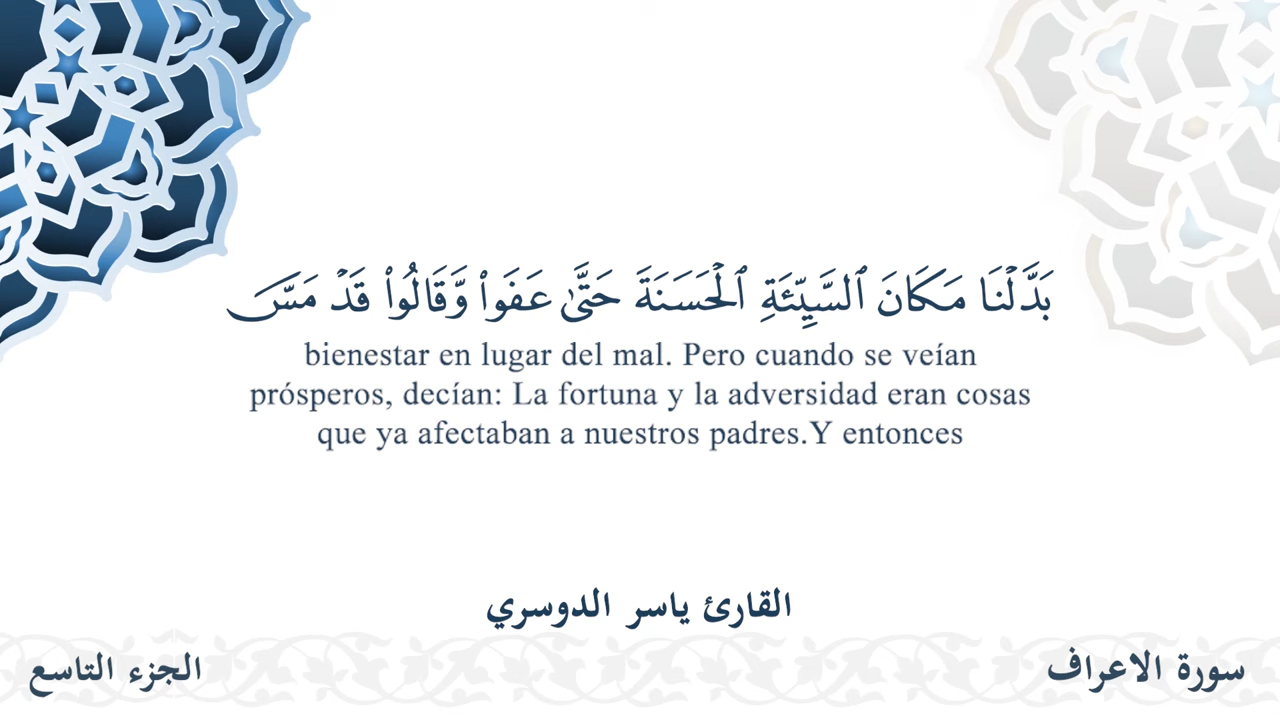 بَدَّلْنَا مَكَانَ ٱلسَّيِّئَةِ ٱلْحَسَنَةَ حَتَّىٰ عَفَوا۟ وَّقَالُوا۟ قَدْ مَسَّ
bienestar en lugar del mal. Pero cuando se veían
prósperos, decían: La fortuna y la adversidad eran cosas
que ya afectaban a nuestros padres.Y entonces
القارئ ياسر الدوسري
سورة الاعراف
الجزء التاسع